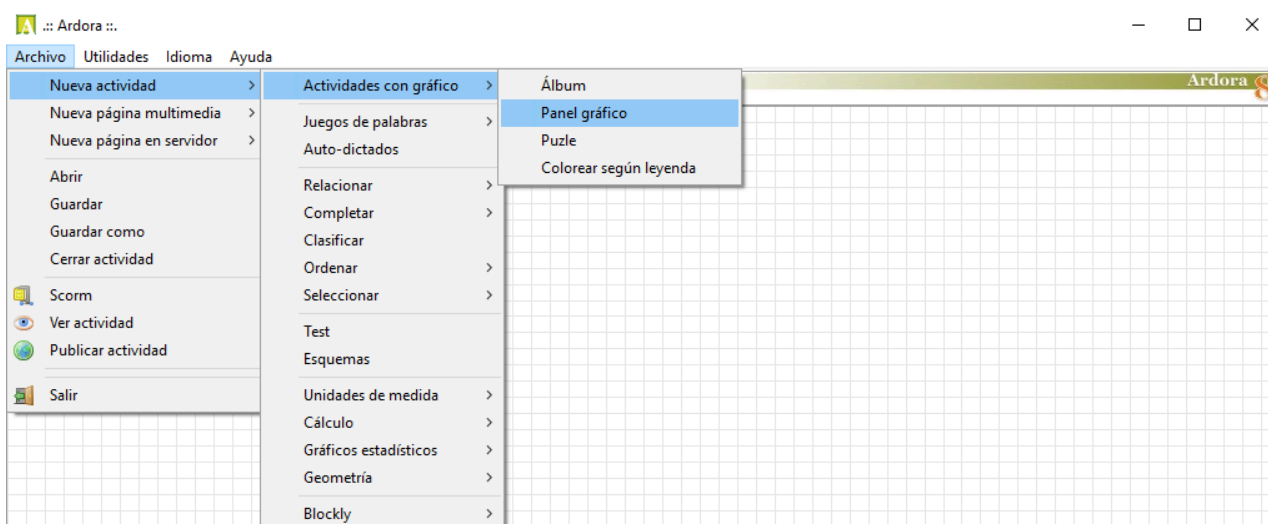 .:: Ardora ::.
Archivo Utilidades Idioma Ayuda
Nueva actividad
Nueva página multimedia
Nueva página en servidor
Abrir
Guardar
Guardar como
Cerrar actividad
Scorm
Ver actividad
Publicar actividad
Salir
Actividades con gráfico
Juegos de palabras
Auto-dictados
Relacionar
Completar
Clasificar
Ordenar
Seleccionar
Test
Esquemas
Unidades de medida
Cálculo
Gráficos estadísticos
Geometría
Blockly
Álbum
Panel gráfico
Puzle
Colorear según leyenda
Ardora 8